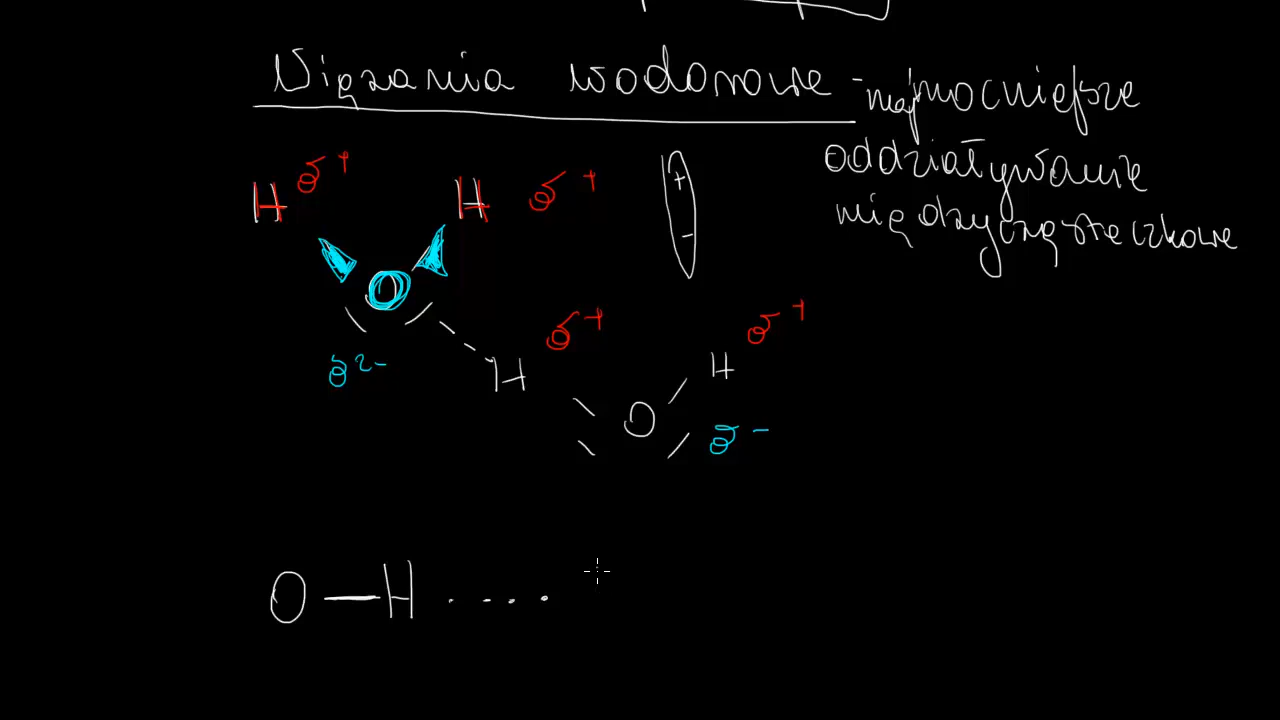 Wiązania wodorowe - najmocniejsze
oddziaływanie
międzycząsteczkowe
H δ+ H δ+ +
-
O
δ2-
H δ+ H δ+
O δ-
O — H ....